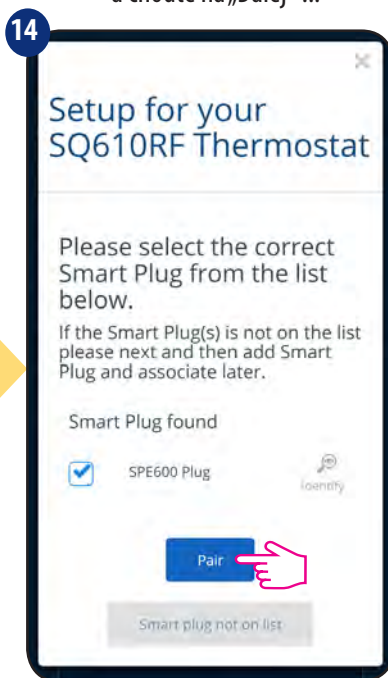 14
Setup for your
SQ610RF Thermostat
Please select the correct
Smart Plug from the list
below.
If the Smart Plug(s) is not on the list
please next and then add Smart
Plug and associate later.
Smart Plug found
SPE600 Plug
Identify
Pair
Smart plug not on list